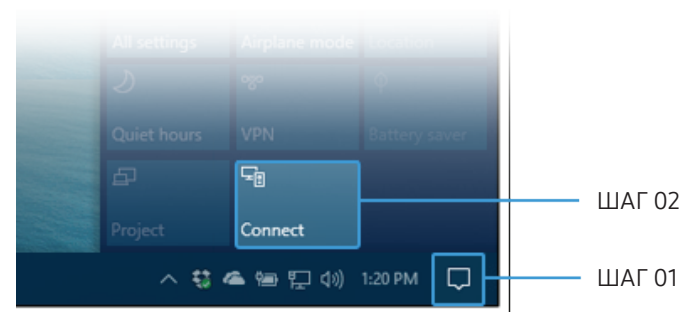 All settings Airplane mode Location
Quiet hours VPN Battery saver
Project Connect
ШАГ 02
1:20 PM
ШАГ 01